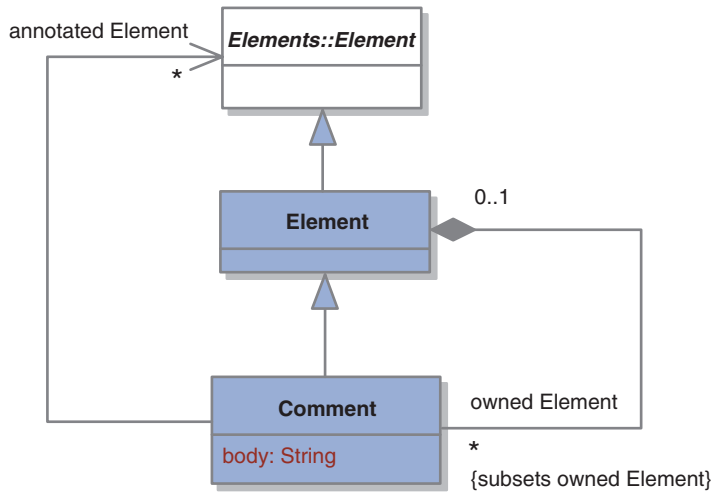 annotated Element
*
Elements::Element
0..1
Element
Comment
body: String
owned Element
*
{subsets owned Element}